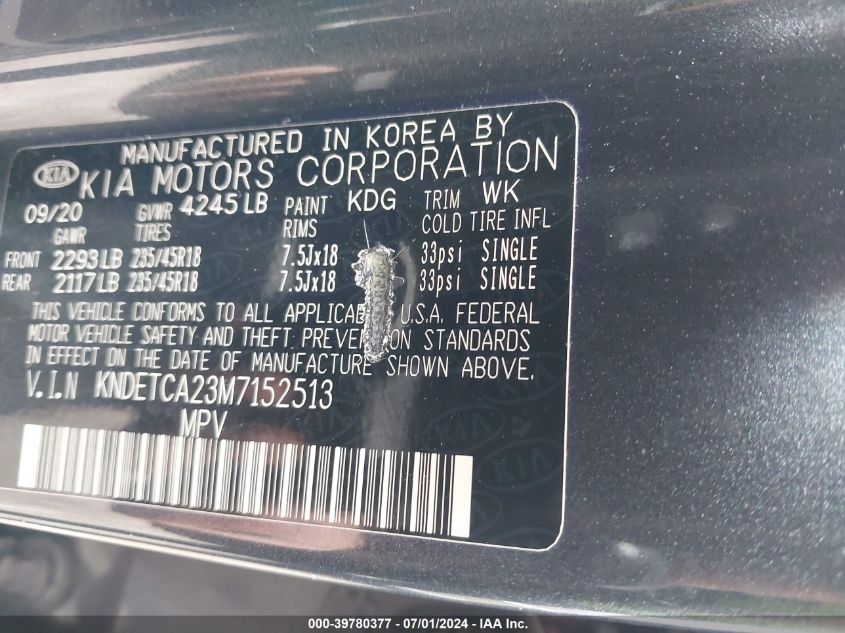 MANUFACTURED IN KOREA BY
KIA KIA MOTORS CORPORATION
09/20 GVWR 4245 LB PAINT KDG TRIM WK
GAWR TIRES RIMS COLD TIRE INFL
FRONT 2293 LB 235/45R18 7.5Jx18 33psi SINGLE
REAR 2117 LB 235/45R18 7.5Jx18 33psi SINGLE
THIS VEHICLE CONFORMS TO ALL APPLICAB U.S.A. FEDERAL
MOTOR VEHICLE SAFETY AND THEFT PREVENTION STANDARDS
IN EFFECT ON THE DATE OF MANUFACTURE SHOWN ABOVE.
V.I.N KNDETCA23M7152513
MPV
000-39780377 / 07/01/2024 - IAA Inc.